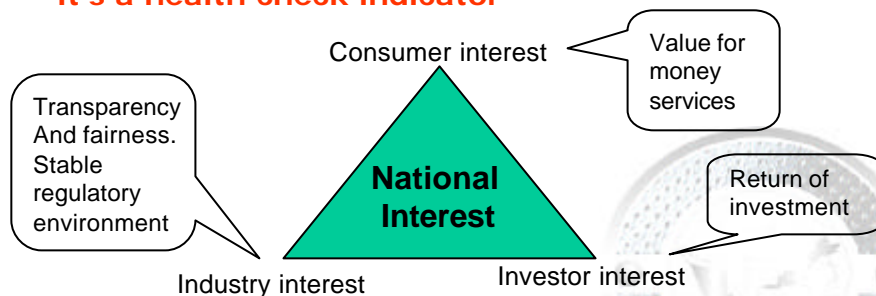 It's a health check indicator
Consumer interest
Value for
money
services
Transparency
And fairness.
Stable
regulatory
environment
National
Interest
Return of
investment
Industry interest
Investor interest